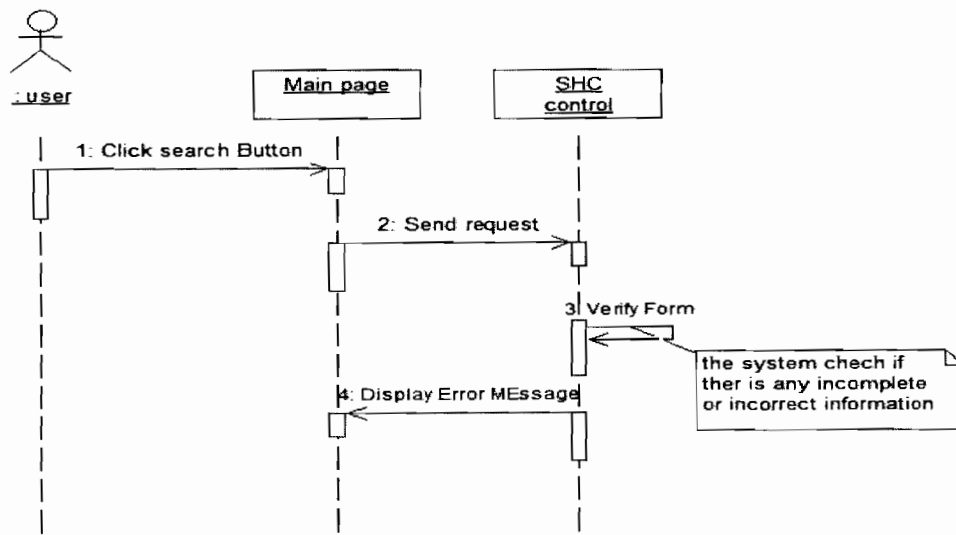 : user
Main page
SHC
control
1: Click search Button
2: Send request
3 Verify Form
the system chech if
ther is any incomplete
or incorrect information
4: Display Error MEssage